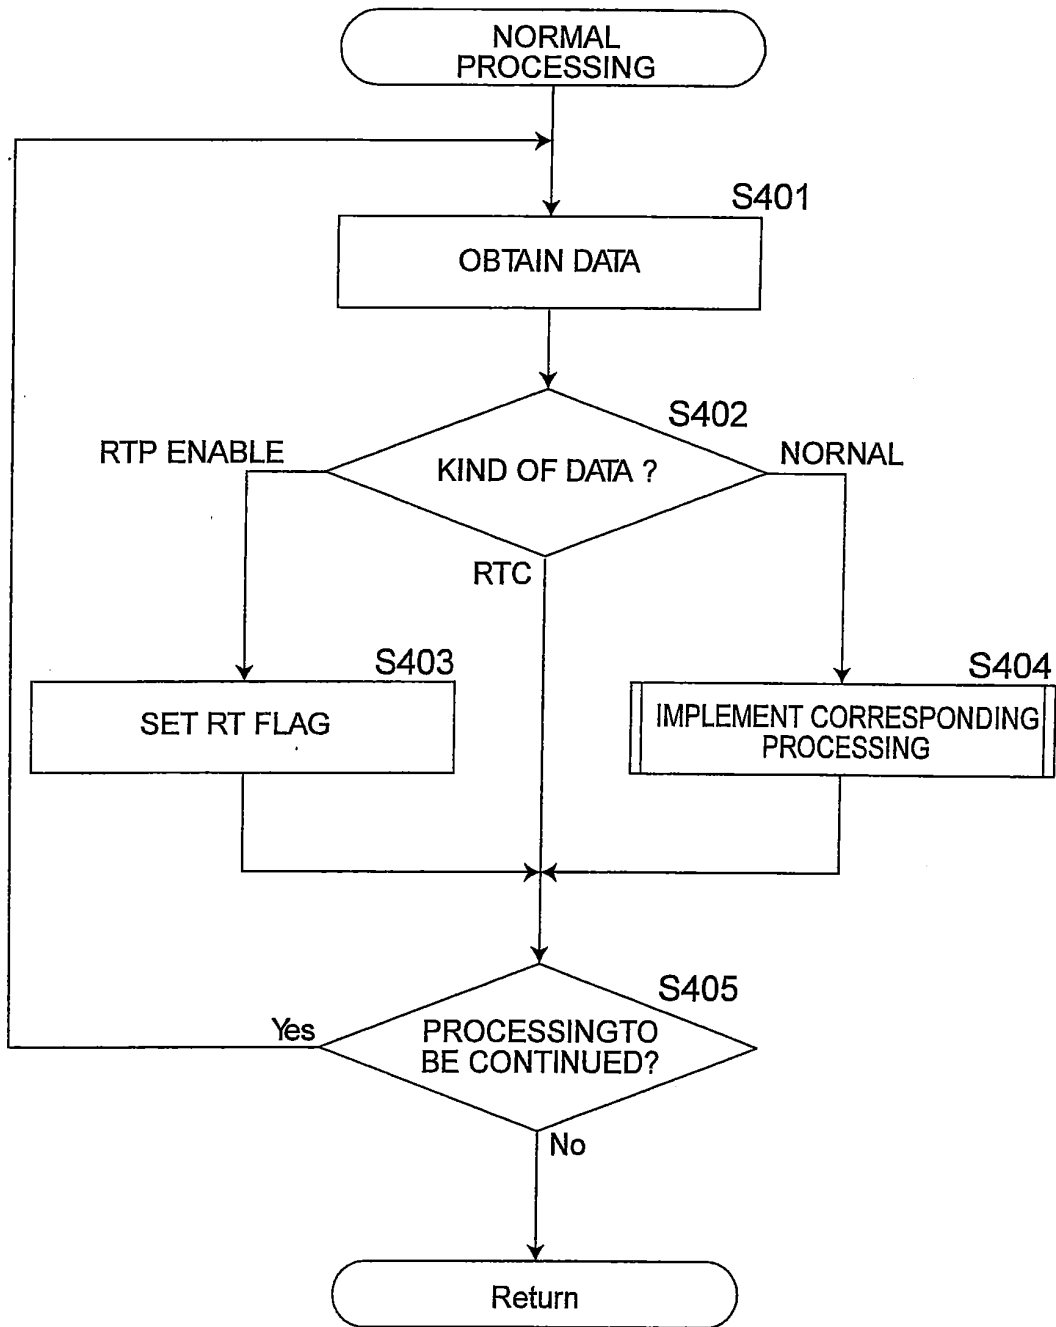 NORMAL
PROCESSING
S401
OBTAIN DATA
S402
RTP ENABLE
KIND OF DATA ?
NORNAL
RTC
S403
SET RT FLAG
S404
IMPLEMENT CORRESPONDING
PROCESSING
S405
Yes
PROCESSINGTO
BE CONTINUED?
No
Return